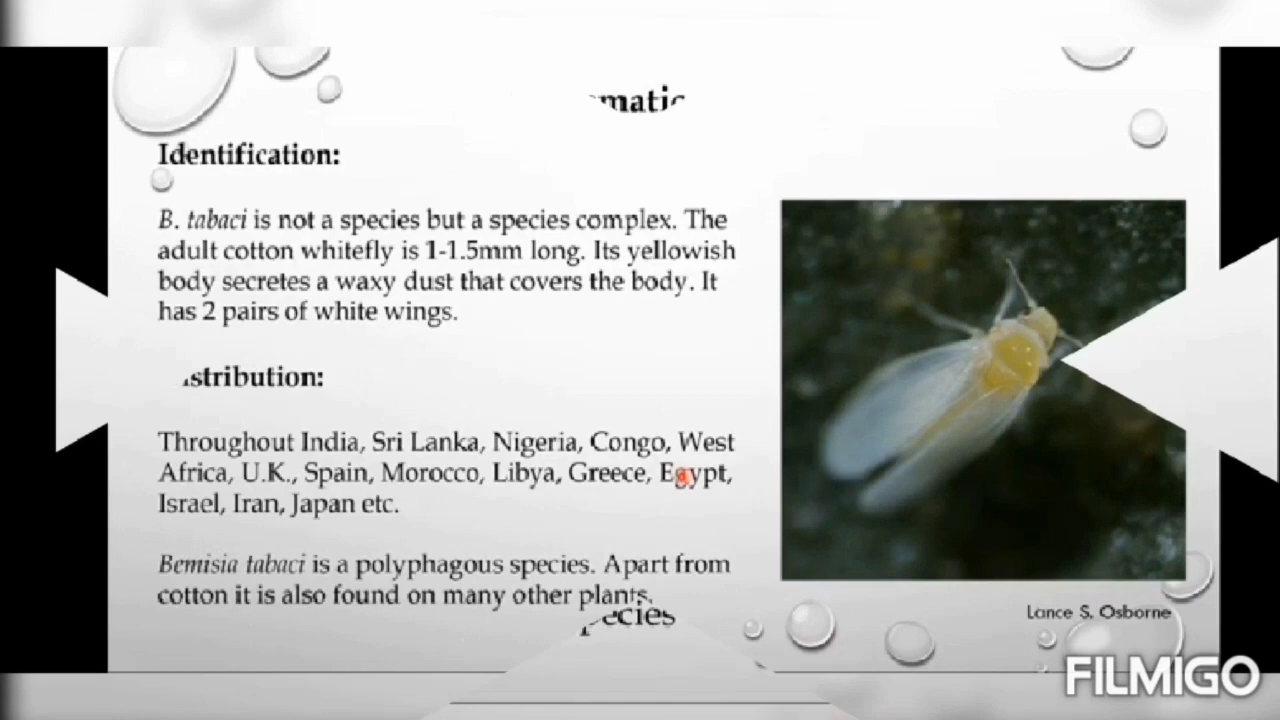 Identification:
B. tabaci is not a species but a species complex. The
adult cotton whitefly is 1-1.5mm long. Its yellowish
body secretes a waxy dust that covers the body. It
has 2 pairs of white wings.
Throughout India, Sri Lanka, Nigeria, Congo, West
Africa, U.K., Spain, Morocco, Libya, Greece, Egypt,
Israel, Iran, Japan etc.
Bemisia tabaci is a polyphagous species. Apart from
cotton it is also found on many other plants.
Lance S. Osborne
FILMIGO